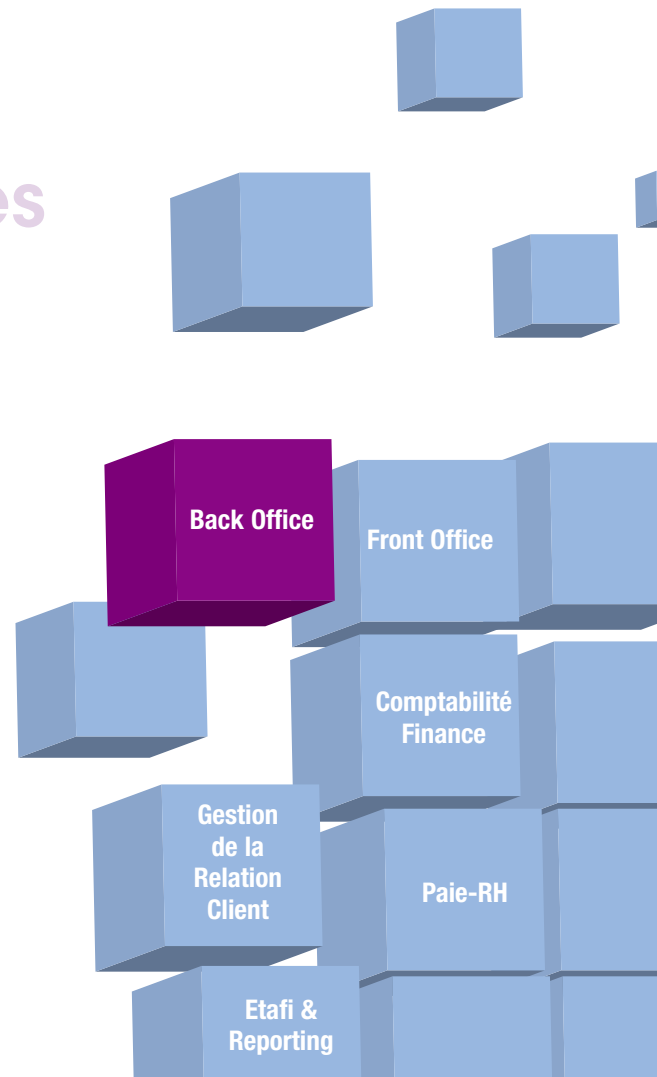 Back Office
Front Office
Comptabilité
Finance
Gestion
de la
Relation
Client
Paie-RH
Etafi &
Reporting